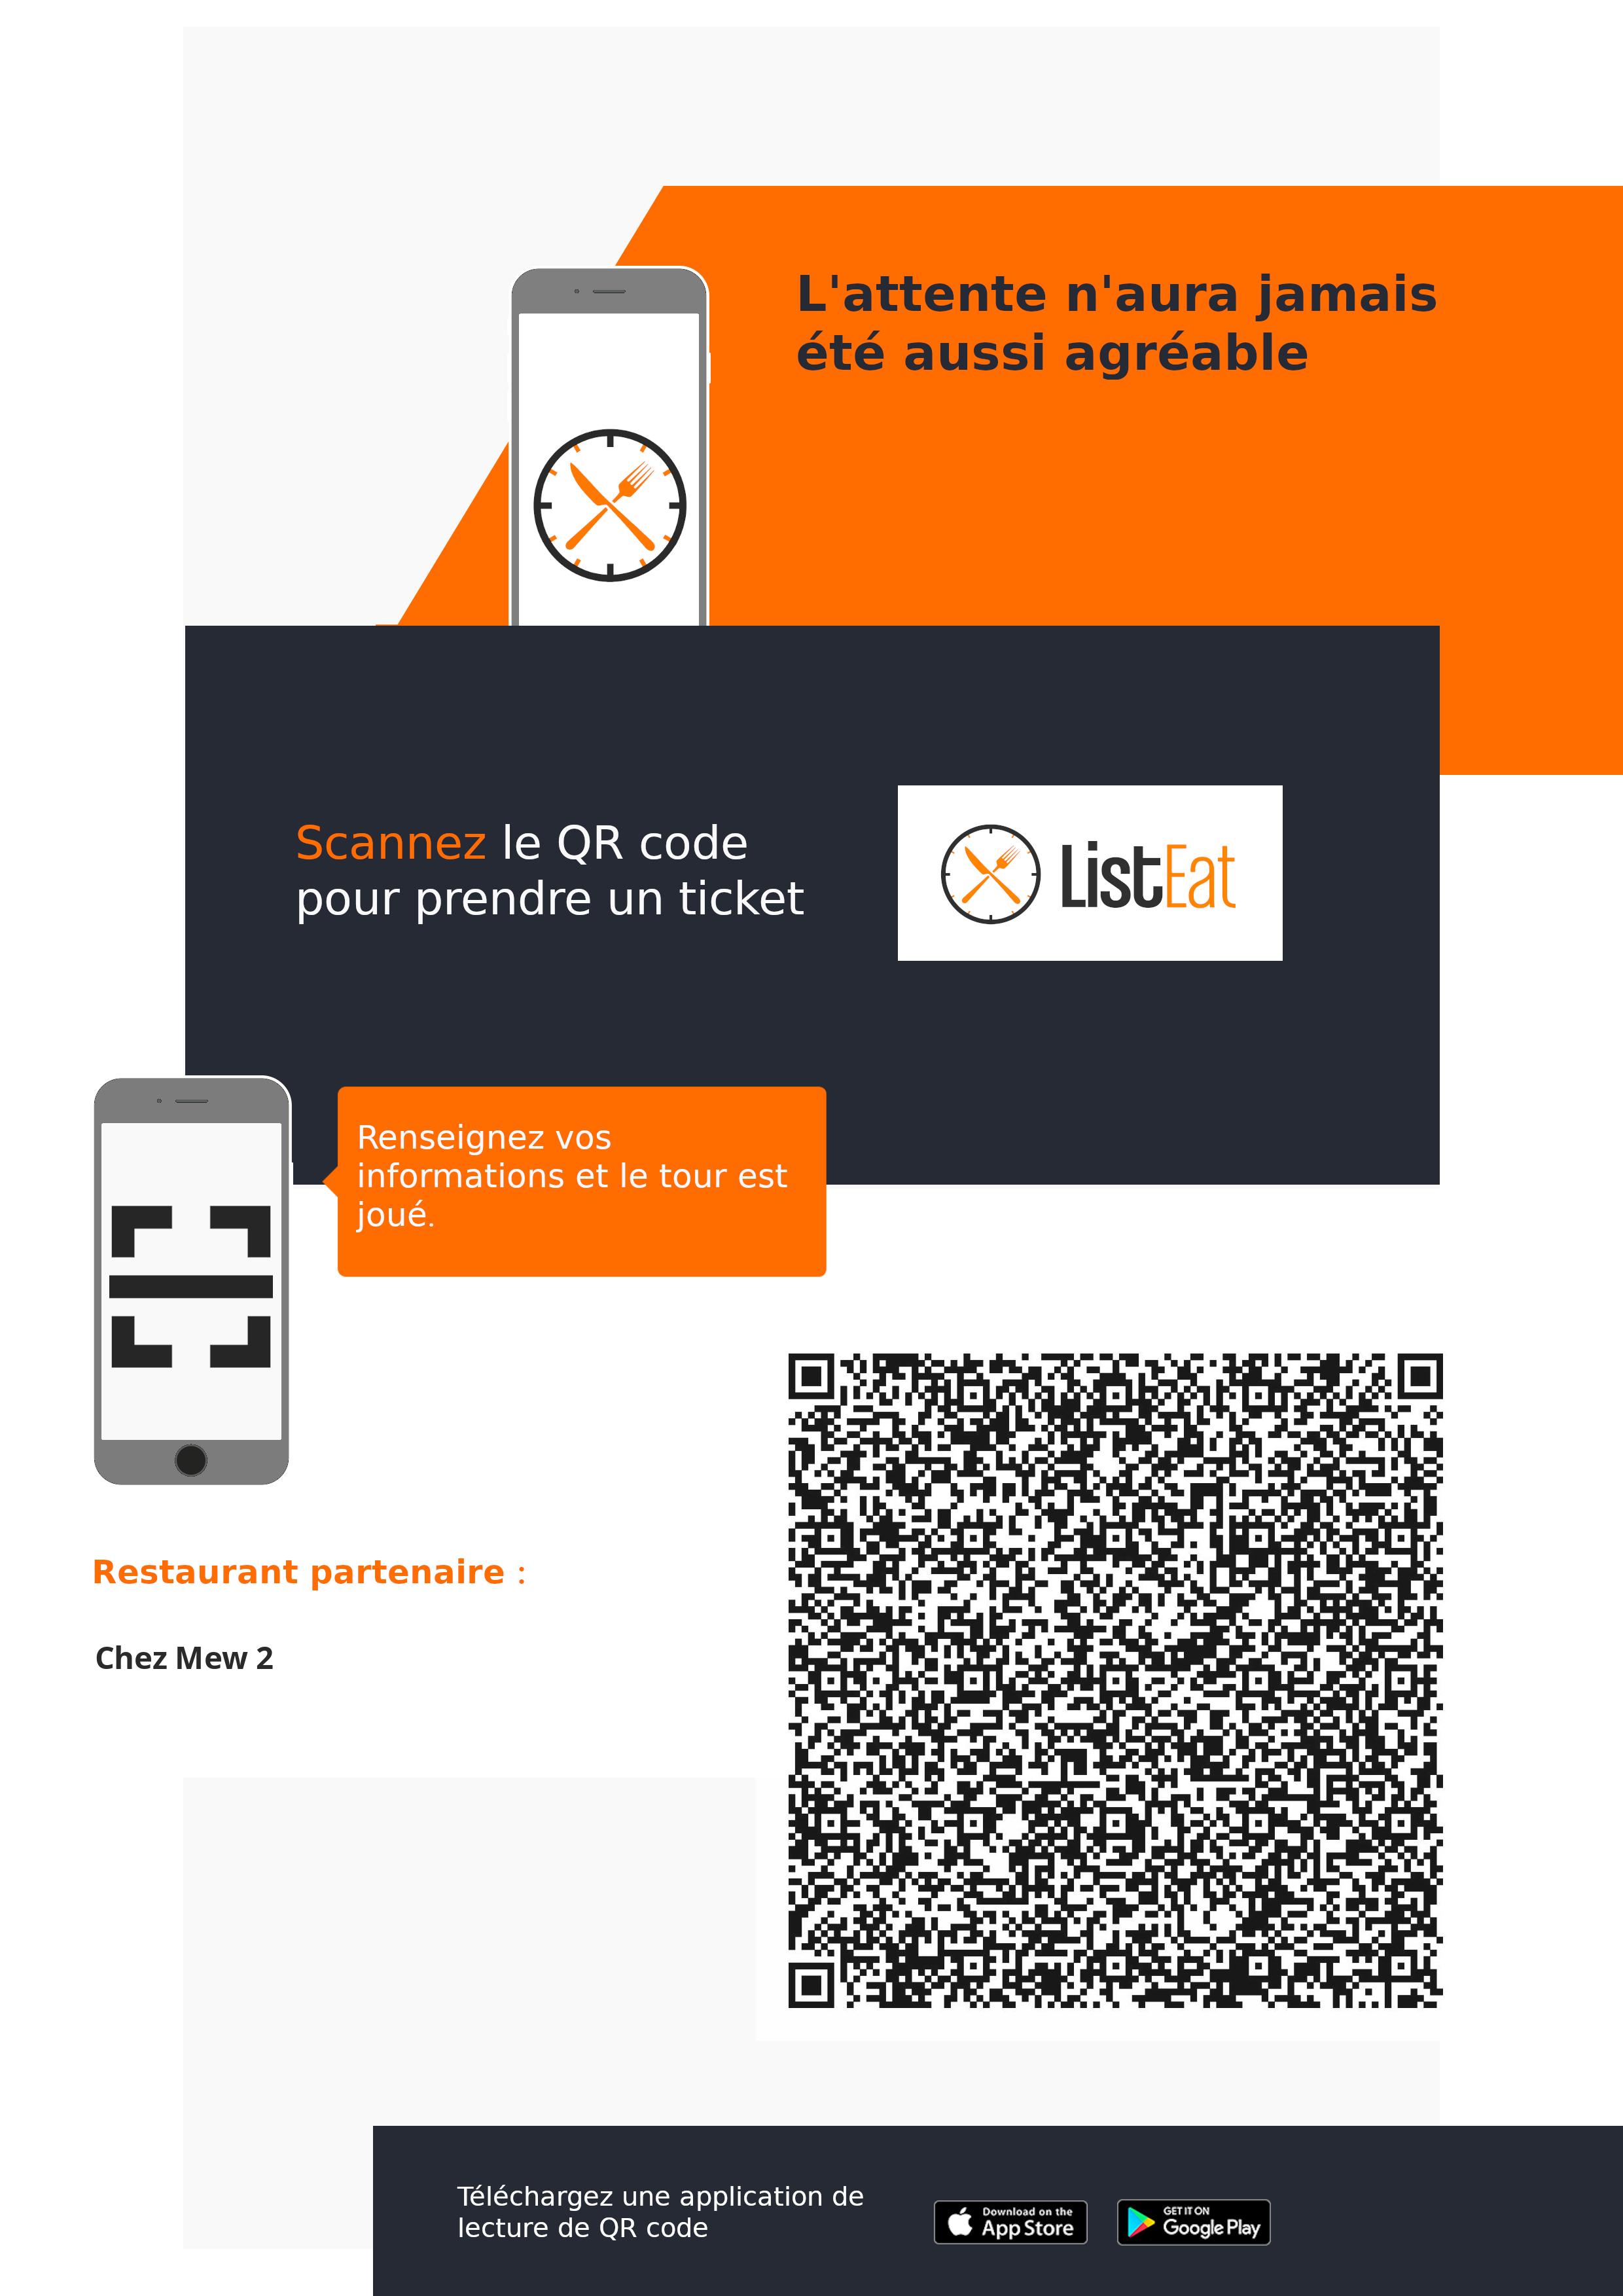 L'attente n'aura jamais
été aussi agréable
Scannez le QR code
pour prendre un ticket
ListEat
Renseignez vos
informations et le tour est
joué.
Restaurant partenaire :
Chez Mew 2
Téléchargez une application de
lecture de QR code
Download on the
App Store
GET IT ON
Google Play